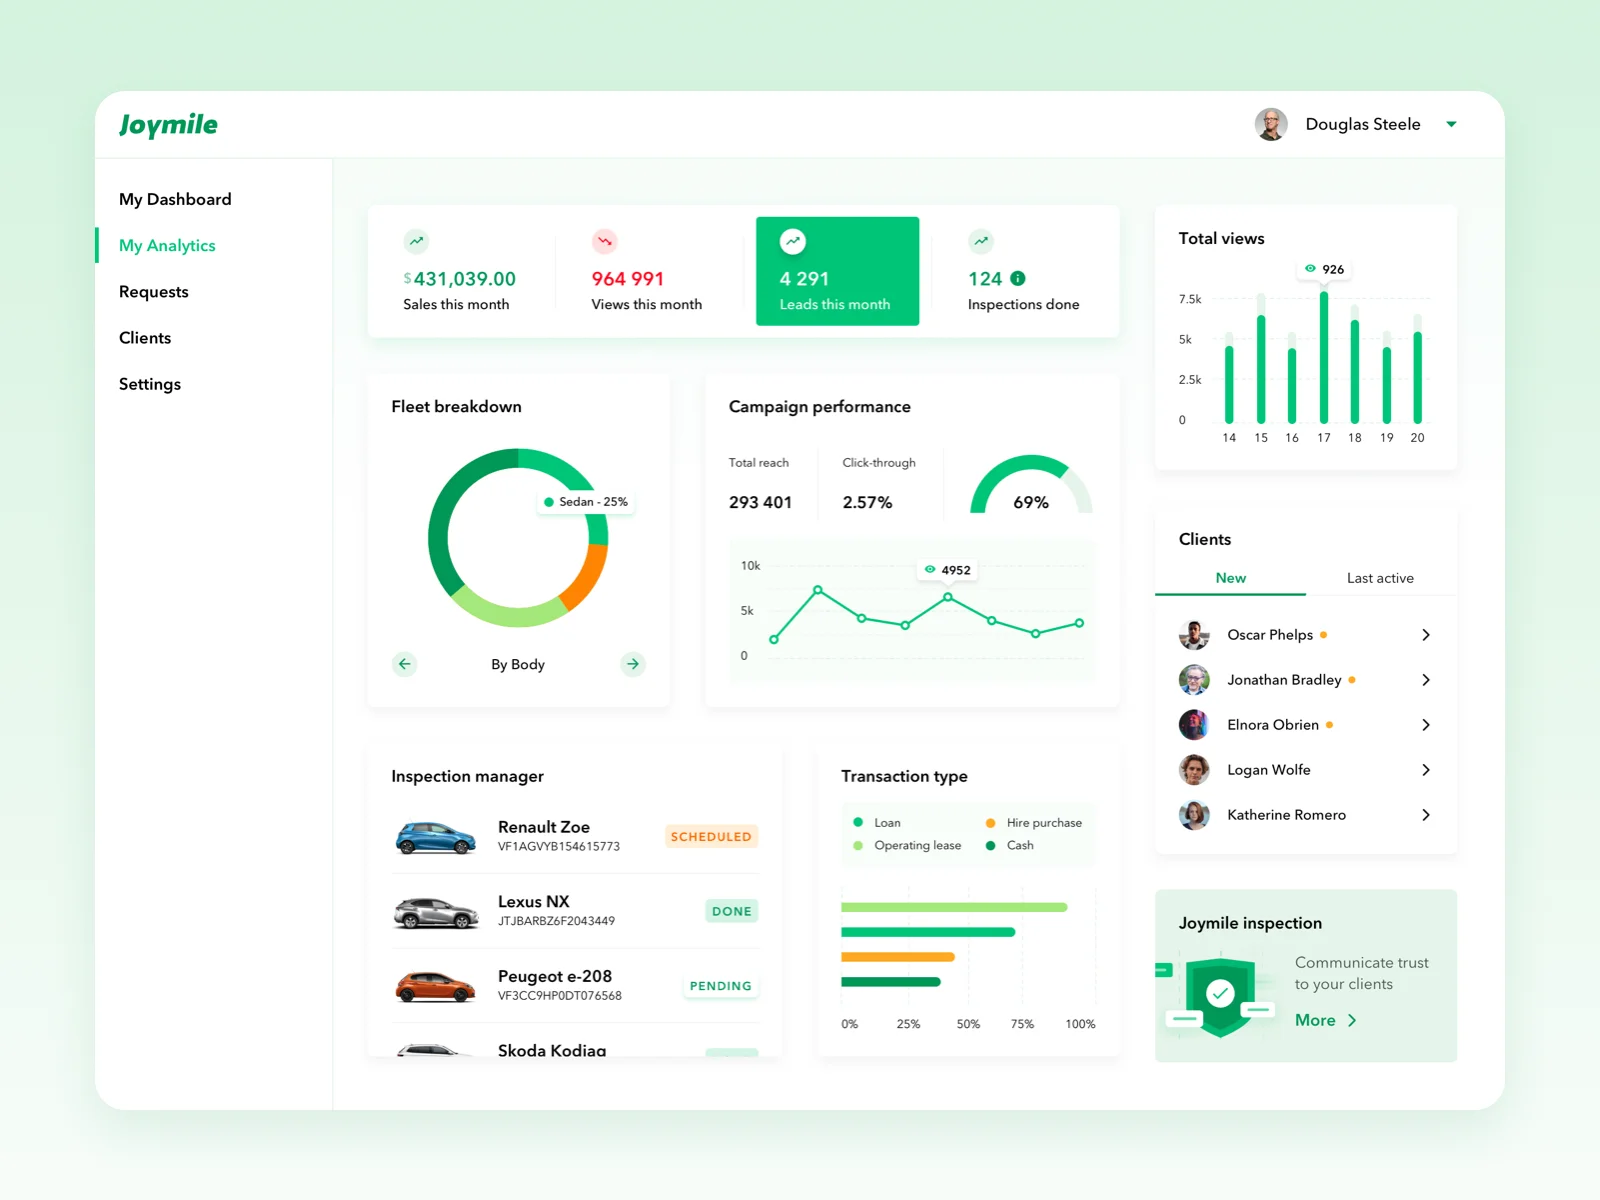 Joymile
Douglas Steele
My Dashboard
My Analytics
Requests
Clients
Settings
$431,039.00
Sales this month
964 991
Views this month
4 291
Leads this month
124
Inspections done
Total views
926
7.5k
5k
2.5k
0
14 15 16 17 18 19 20
Fleet breakdown
Sedan - 25%
By Body
Campaign performance
Total reach
293 401
Click-through
2.57%
69%
10k
5k
0
4952
Clients
New
Last active
Oscar Phelps
Jonathan Bradley
Elnora Obrien
Logan Wolfe
Katherine Romero
Inspection manager
Renault Zoe
VF1AGVYB154615773
SCHEDULED
Lexus NX
JTJBARBZ6F2043449
DONE
Peugeot e-208
VF3CC9HP0DT076568
PENDING
Skoda Kodiaq
Transaction type
Loan
Hire purchase
Operating lease
Cash
0% 25% 50% 75% 100%
Joymile inspection
Communicate trust
to your clients
More